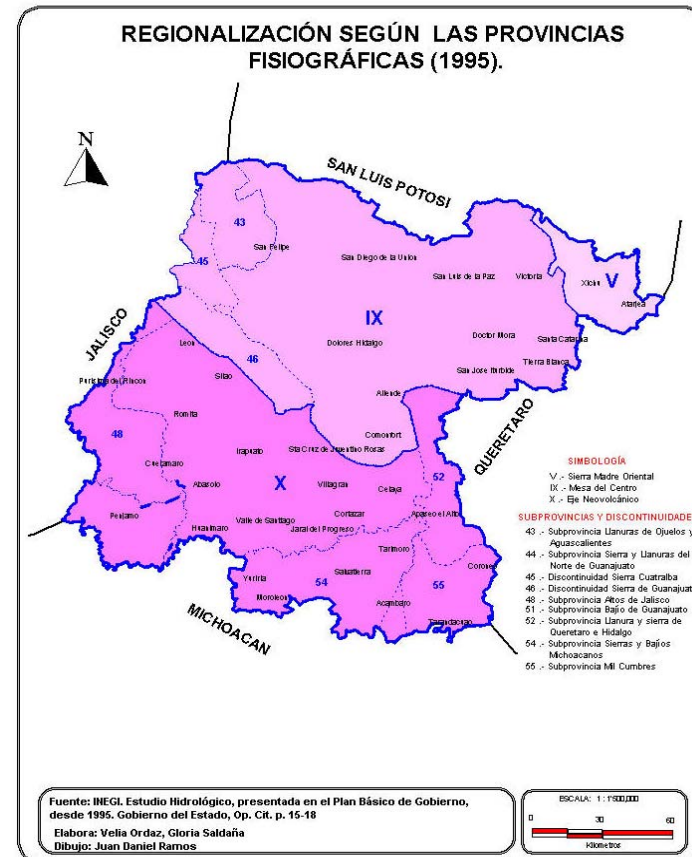 REGIONALIZACIÓN SEGÚN LAS PROVINCIAS
FISIOGRÁFICAS (1995).
N
SAN LUIS POTOSI
43
San Felipe
45
San Diego de la Union
San Luis de la Paz
Victoria
Xichu
V
Atarjea
IX
JALISCO
Leon
46
Dolores Hidalgo
Doctor Mora
Santa Catarina
Silao
San Jose Iturbide
Tierra Blanca
Purisima del Rincon
Allende
Romita
Comonfort
QUERETARO
48
Irapuato
Sta Cruz de Juventino Rosas
52
Cueramaro
Abasolo
X
Villagran
Celaya
Penjamo
Huanimaro
Valle de Santiago
Cortazar
Jaral del Progreso
Apaseo el Alto
Tarimoro
Coroneo
Yuriria
54
Salvatierra
55
Moroleon
Acambaro
Tarandacuao
MICHOACAN
SIMBOLOGÍA
V .- Sierra Madre Oriental
IX .- Mesa del Centro
X .- Eje Neovolcánico
SUBPROVINCIAS Y DISCONTINUIDADE
43 .- Subprovincia Llanuras de Ojuelos y
Aguascalientes
44 .- Subprovincia Sierra y Llanuras del
Norte de Guanajuato
45 .- Discontinuidad Sierra Cuatralba
46 .- Discontinuidad Sierra de Guanajuat
48 .- Subprovincia Altos de Jalisco
51 .- Subprovincia Bajío de Guanajuato
52 .- Subprovincia Llanura y sierra de
Queretaro e Hidalgo
54 .- Subprovincia Sierras y Bajíos
Michoacanos
55 .- Subprovincia Mil Cumbres
Fuente: INEGI. Estudio Hidrológico, presentada en el Plan Básico de Gobierno,
desde 1995. Gobierno del Estado, Op. Cit. p. 15-18
Elabora: Velia Ordaz, Gloria Saldaña
Dibujo: Juan Daniel Ramos
ESCALA: 1 : 1'500,000
0 30 60
Kilometros